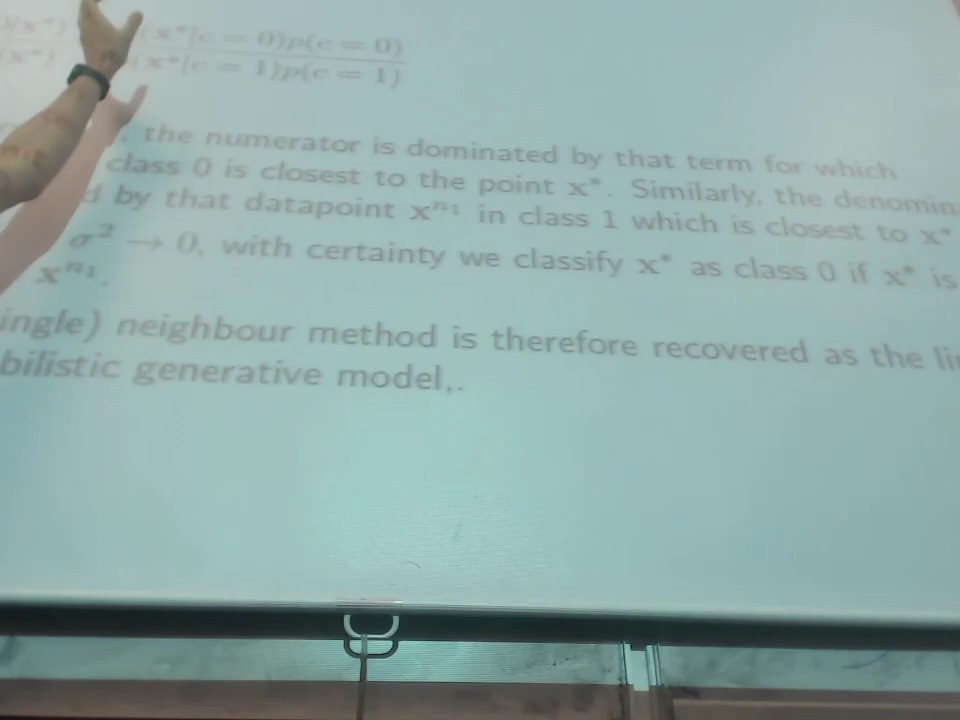 (x*|c = 0)p(c = 0)
(x*|c = 1)p(c = 1)
, the numerator is dominated by that term for which
class 0 is closest to the point x*. Similarly, the denomin
d by that datapoint xⁿ¹ in class 1 which is closest to x*
σ² → 0, with certainty we classify x* as class 0 if x* is
xⁿ¹.
ingle) neighbour method is therefore recovered as the li
bilistic generative model,.